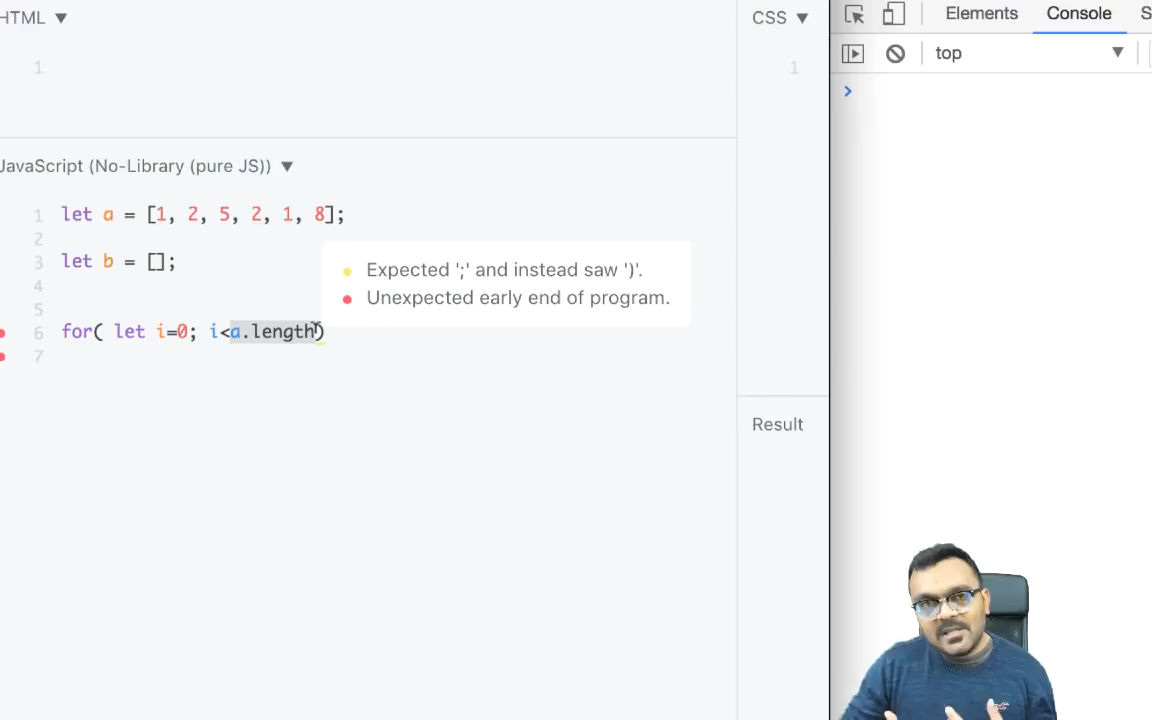 HTML ▼
1
CSS ▼
1
Elements Console S
top ▼
JavaScript (No-Library (pure JS)) ▼
1 let a = [1, 2, 5, 2, 1, 8];
2
3 let b = [];
4
5
6 for( let i=0; i<a.length)
7
Expected ';' and instead saw ')'.
Unexpected early end of program.
Result